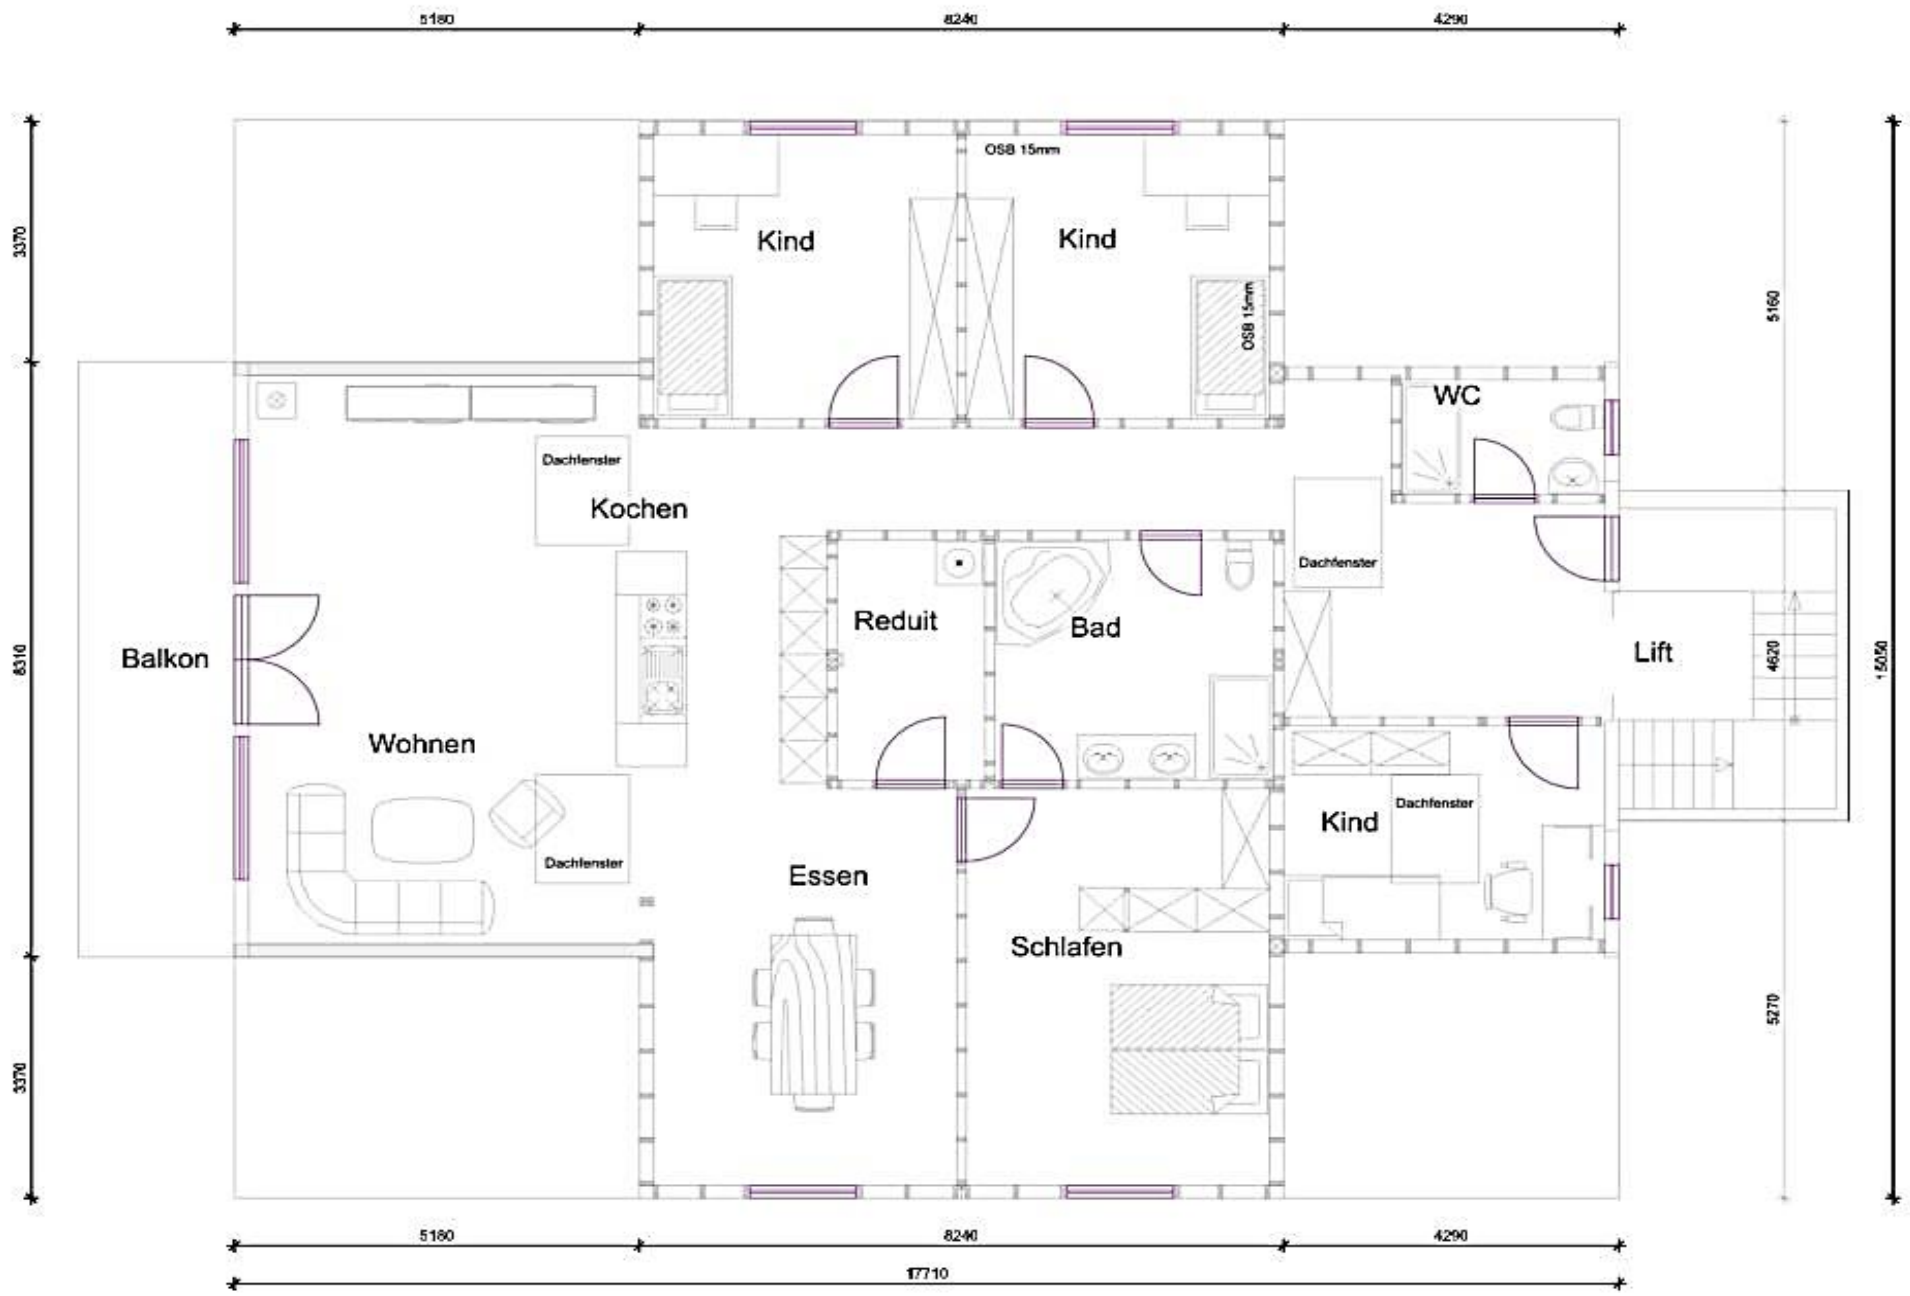 5180
8240
4290
OSB 15mm
Kind
Kind
3370
5160
OSB 15mm
WC
Dachfenster
Kochen
Dachfenster
Reduit
Bad
Balkon
Lift
8310
4620
15050
Wohnen
Dachfenster
Kind
Dachfenster
Essen
Schlafen
5270
3370
5180
8240
4290
17710